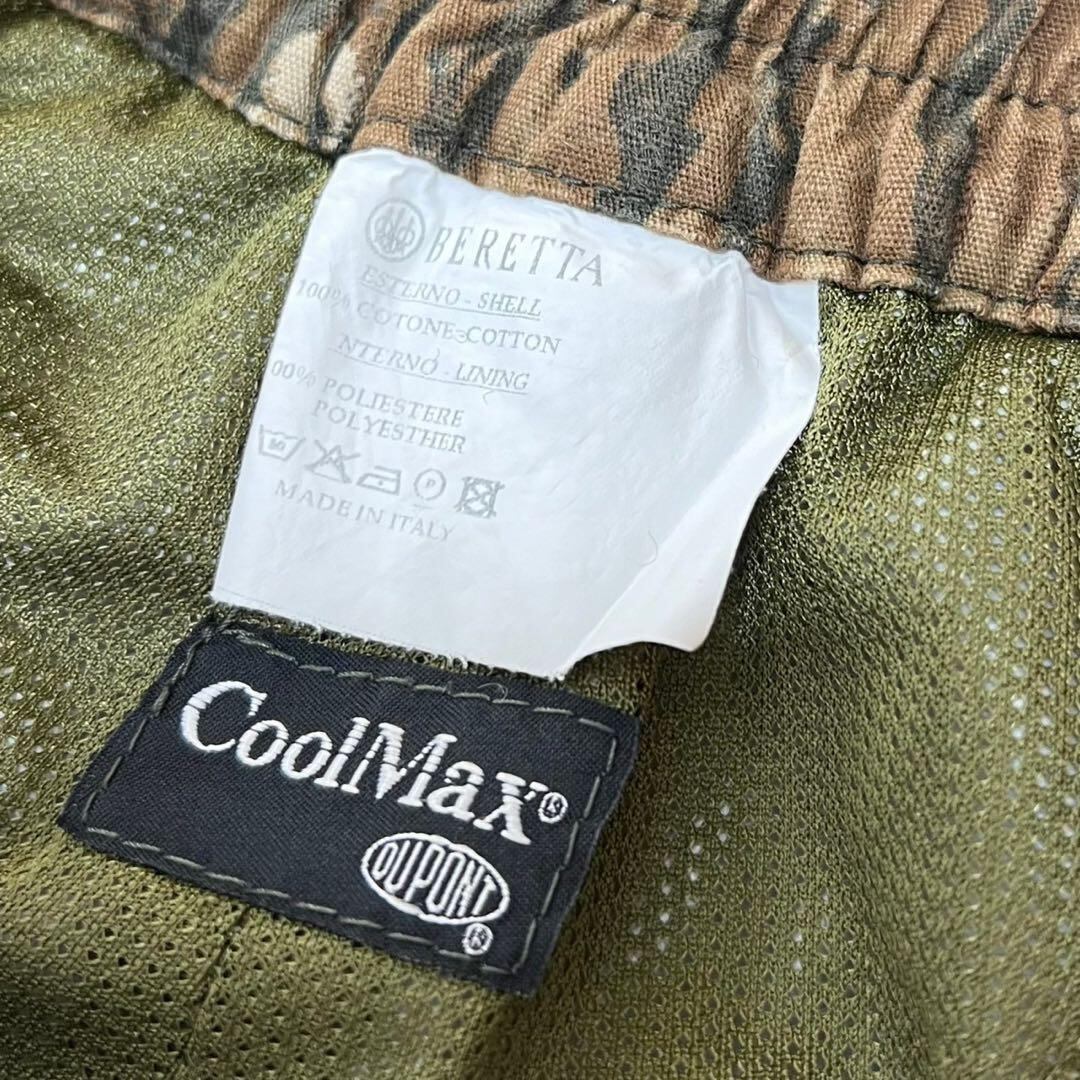 BERETTA
ESTERNO - SHELL
100% COTONE-COTTON
NTERNO - LINING
00% POLIESTERE
POLYESTHER
P
MADE IN ITALY
CoolMax®
DUPONT
®